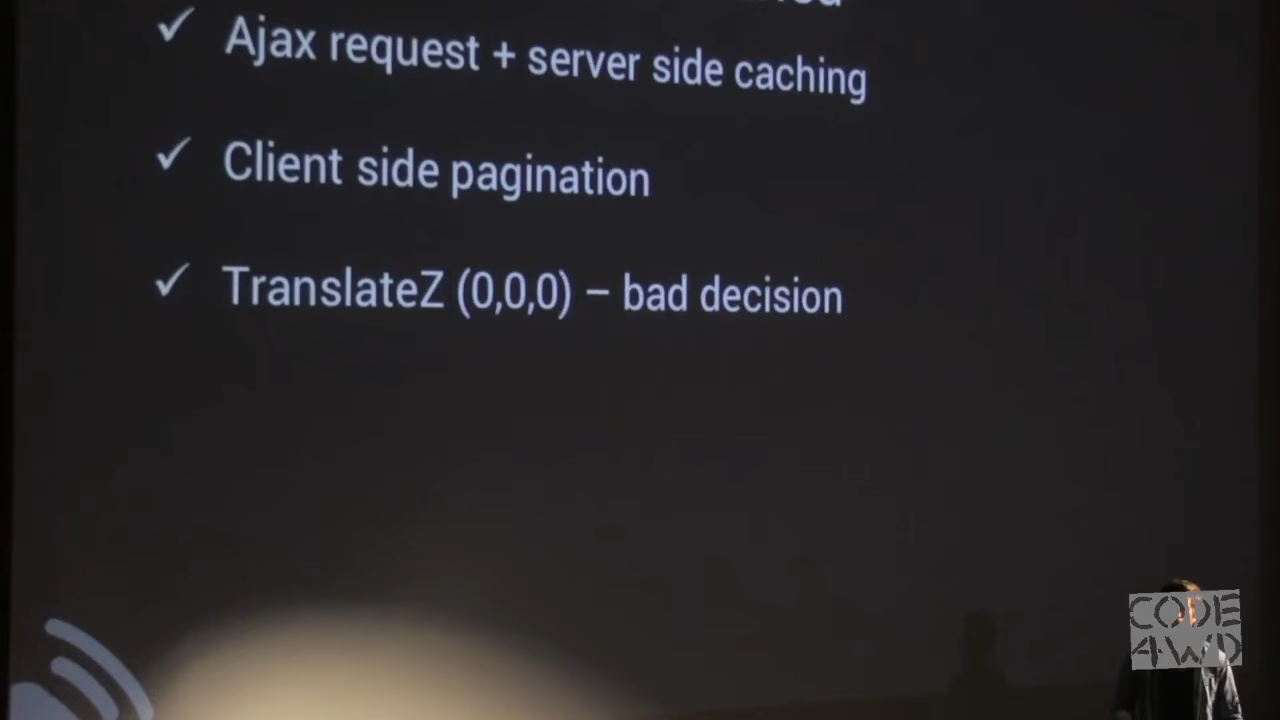 ✓ Ajax request + server side caching
✓ Client side pagination
✓ TranslateZ (0,0,0) – bad decision
CODE
4WD